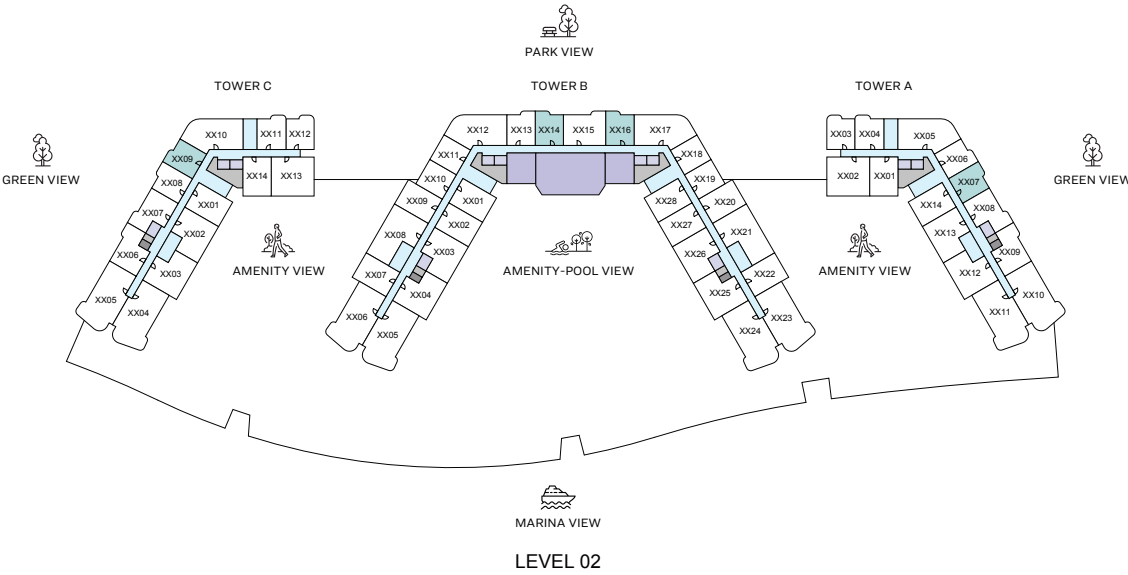 PARK VIEW
TOWER C
TOWER B
TOWER A
GREEN VIEW
GREEN VIEW
XX10
XX11
XX12
XX09
XX14
XX13
XX08
XX01
XX07
XX02
XX06
XX03
XX05
XX04
XX12
XX13
XX14
XX15
XX16
XX17
XX11
XX18
XX10
XX19
XX09
XX01
XX28
XX20
XX08
XX02
XX27
XX21
XX07
XX03
XX26
XX22
XX04
XX25
XX06
XX05
XX24
XX23
XX03
XX04
XX05
XX02
XX01
XX06
XX07
XX14
XX08
XX13
XX09
XX12
XX10
XX11
AMENITY VIEW
AMENITY-POOL VIEW
AMENITY VIEW
MARINA VIEW
LEVEL 02